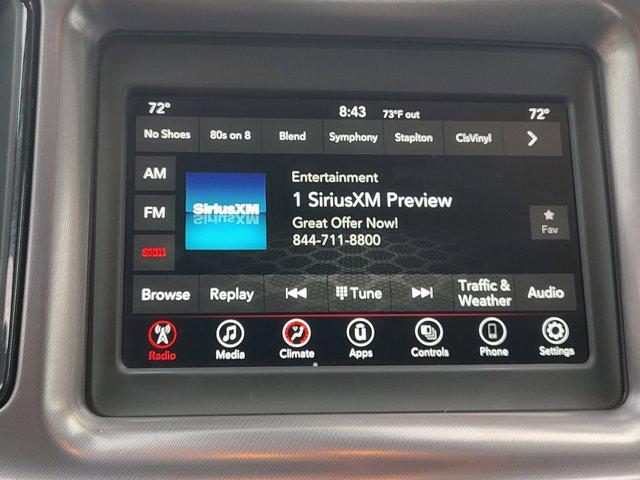 72° 8:43 73°F out 72°
No Shoes 80s on 8 Blend Symphony Staplton ClsVinyl
AM
FM
SXM
SiriusXM
Entertainment
1 SiriusXM Preview
Great Offer Now!
844-711-8800
Fav
Browse Replay Tune Traffic & Weather Audio
Radio Media Climate Apps Controls Phone Settings